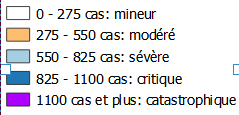 0 - 275 cas: mineur
275 - 550 cas: modéré
550 - 825 cas: sévère
825 - 1100 cas: critique
1100 cas et plus: catastrophique